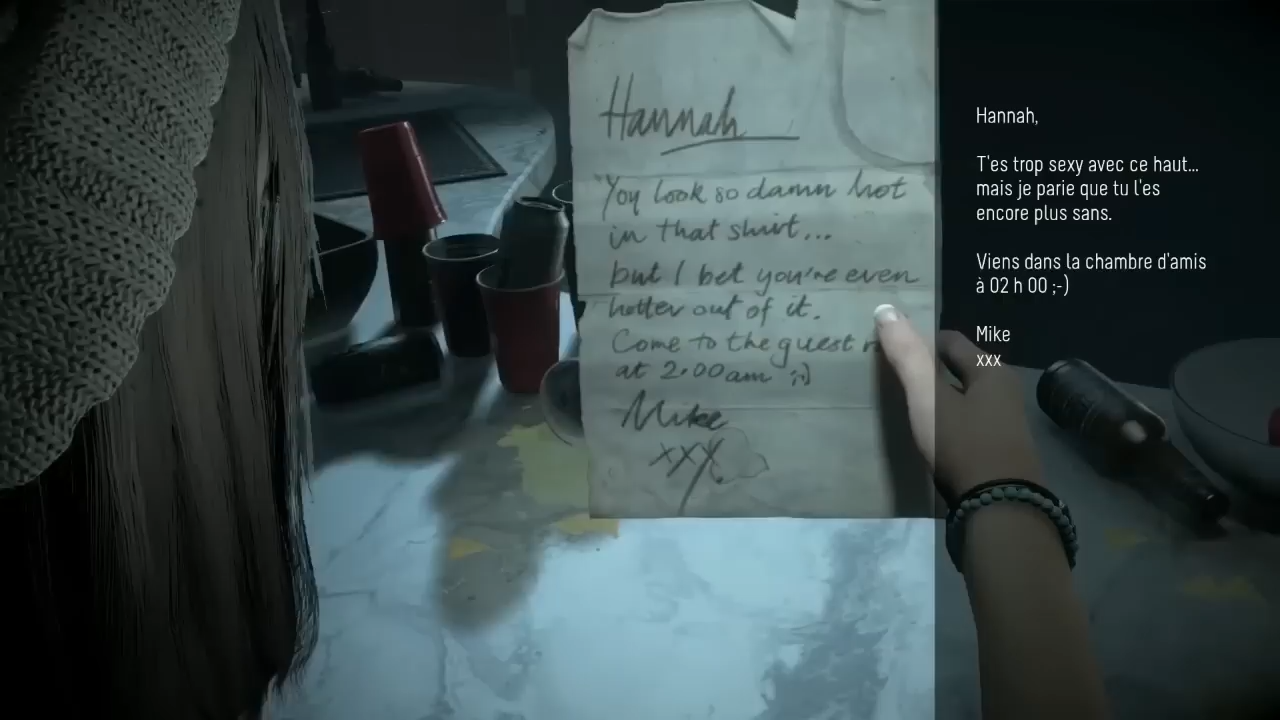 Hannah
You look so damn hot
in that shirt...
but I bet you're even
hotter out of it.
Come to the guest
at 2.00am ;)
Mike
xxx
Hannah,
T'es trop sexy avec ce haut...
mais je parie que tu l'es
encore plus sans.
Viens dans la chambre d'amis
à 02 h 00 ;-)
Mike
xxx